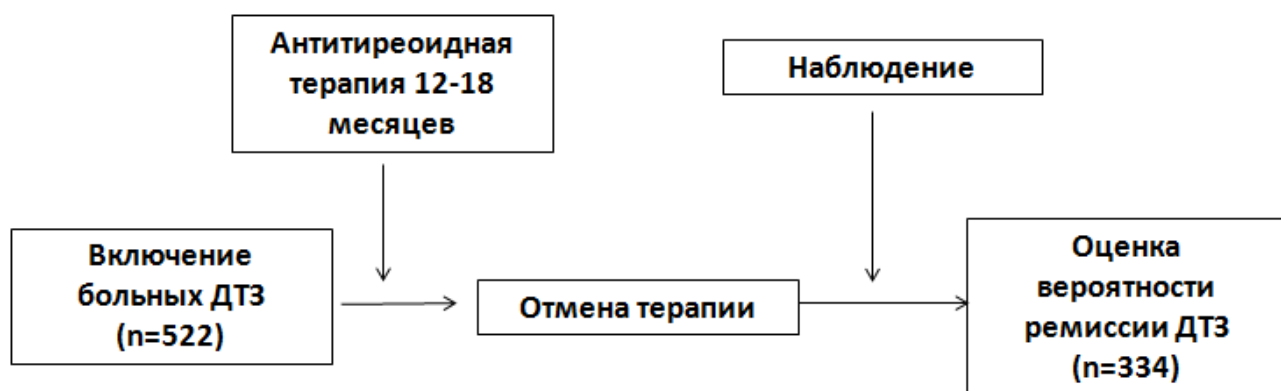 Антитиреоидная
терапия 12-18
месяцев
Наблюдение
Включение
больных ДТЗ
(n=522)
Отмена терапии
Оценка
вероятности
ремиссии ДТЗ
(n=334)